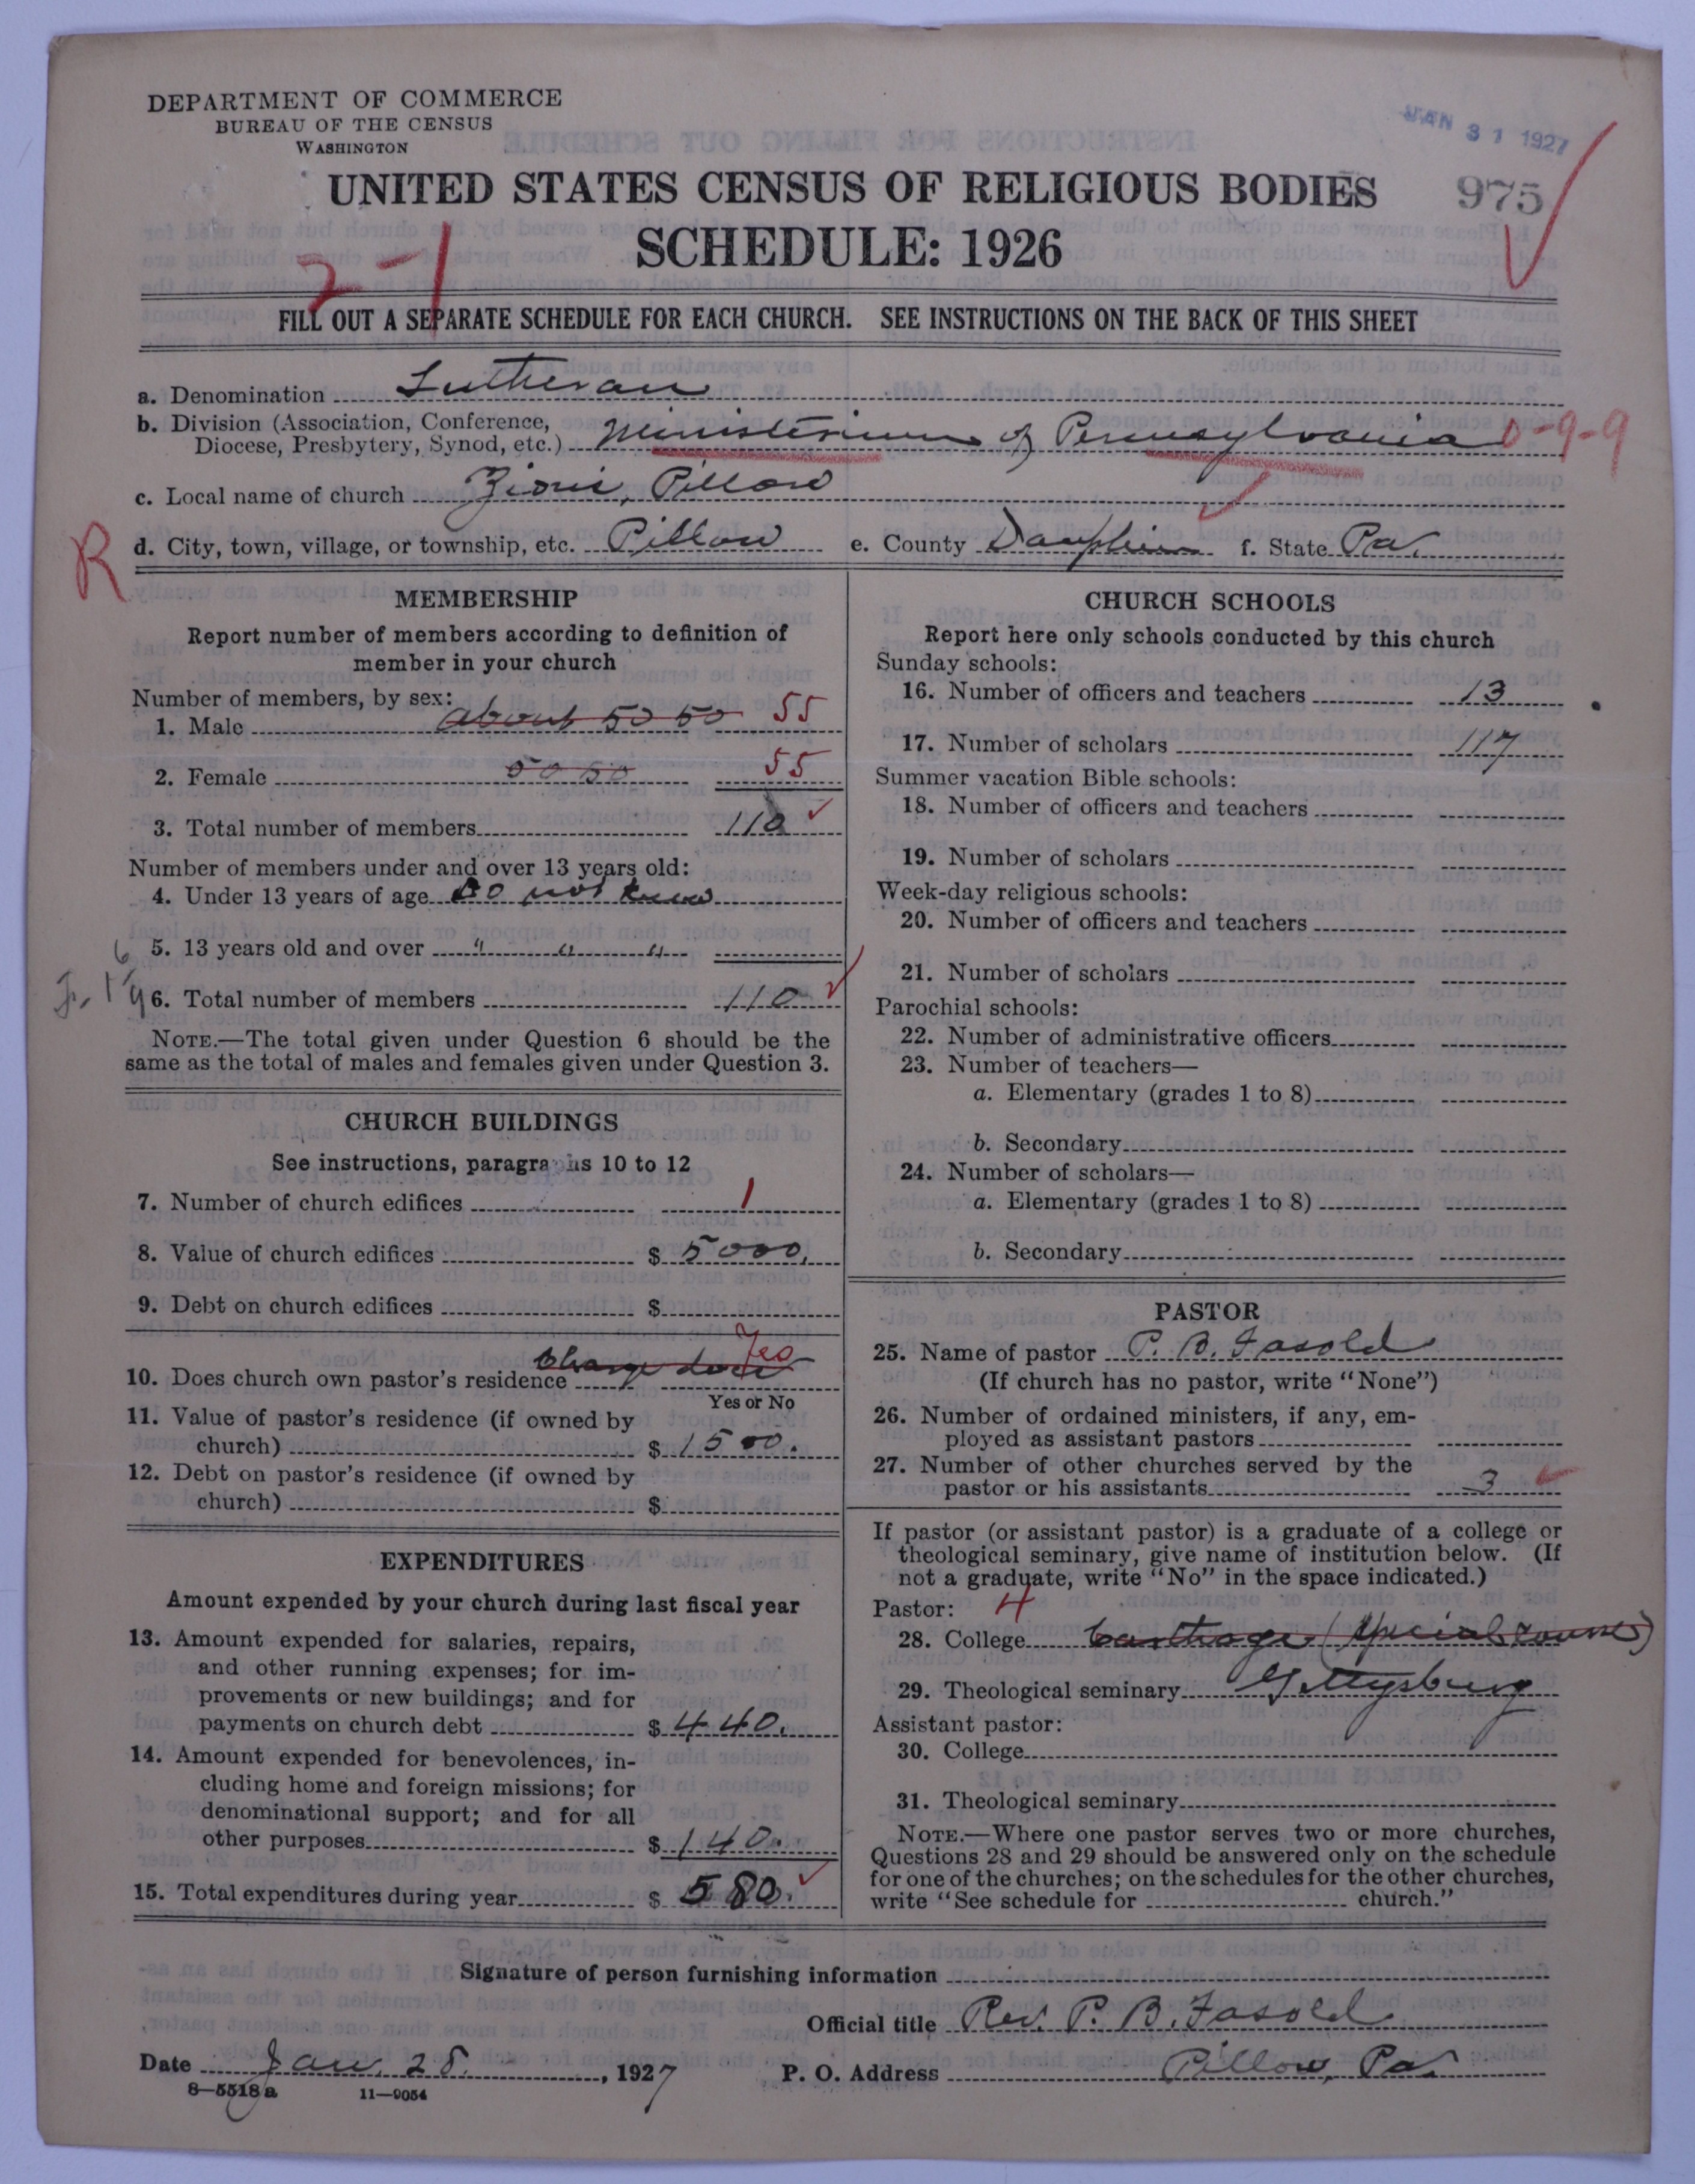 DEPARTMENT OF COMMERCE
BUREAU OF THE CENSUS
WASHINGTON
JAN 31 1927
UNITED STATES CENSUS OF RELIGIOUS BODIES
975
SCHEDULE: 1926
2-1
FILL OUT A SEPARATE SCHEDULE FOR EACH CHURCH. SEE INSTRUCTIONS ON THE BACK OF THIS SHEET
a. Denomination Lutheran
b. Division (Association, Conference,
Diocese, Presbytery, Synod, etc.) Ministerium of Pennsylvania 0-9-9
c. Local name of church Zions, Pillow
R
d. City, town, village, or township, etc. Pillow e. County Dauphin f. State Pa.
MEMBERSHIP
Report number of members according to definition of
member in your church
Number of members, by sex:
1. Male about 50 50 55
2. Female 50 50 55
3. Total number of members 110
Number of members under and over 13 years old:
4. Under 13 years of age Do not know
5. 13 years old and over " " "
6. Total number of members 110
NOTE.—The total given under Question 6 should be the
same as the total of males and females given under Question 3.
CHURCH BUILDINGS
See instructions, paragraphs 10 to 12
7. Number of church edifices 1
8. Value of church edifices $ 5000.
9. Debt on church edifices $
Yes
10. Does church own pastor's residence Charge does
Yes or No
11. Value of pastor's residence (if owned by
church) $ 1500.
12. Debt on pastor's residence (if owned by
church) $
EXPENDITURES
Amount expended by your church during last fiscal year
13. Amount expended for salaries, repairs,
and other running expenses; for im-
provements or new buildings; and for
payments on church debt $ 440.
14. Amount expended for benevolences, in-
cluding home and foreign missions; for
denominational support; and for all
other purposes $ 140.
15. Total expenditures during year $ 580.
CHURCH SCHOOLS
Report here only schools conducted by this church
Sunday schools:
16. Number of officers and teachers 13
17. Number of scholars 117
Summer vacation Bible schools:
18. Number of officers and teachers
19. Number of scholars
Week-day religious schools:
20. Number of officers and teachers
21. Number of scholars
Parochial schools:
22. Number of administrative officers
23. Number of teachers—
a. Elementary (grades 1 to 8)
b. Secondary
24. Number of scholars—
a. Elementary (grades 1 to 8)
b. Secondary
PASTOR
25. Name of pastor P. B. Fasold
(If church has no pastor, write "None")
26. Number of ordained ministers, if any, em-
ployed as assistant pastors
27. Number of other churches served by the
pastor or his assistants 3
If pastor (or assistant pastor) is a graduate of a college or
theological seminary, give name of institution below. (If
not a graduate, write "No" in the space indicated.)
Pastor: 4
28. College Carthage (Special course)
29. Theological seminary Gettysburg
Assistant pastor:
30. College
31. Theological seminary
NOTE.—Where one pastor serves two or more churches,
Questions 28 and 29 should be answered only on the schedule
for one of the churches; on the schedules for the other churches,
write "See schedule for church."
Signature of person furnishing information
Official title Rev. P. B. Fasold
Date Jan. 28, 1927 P. O. Address Pillow, Pa.
8—5518 a 11—9054